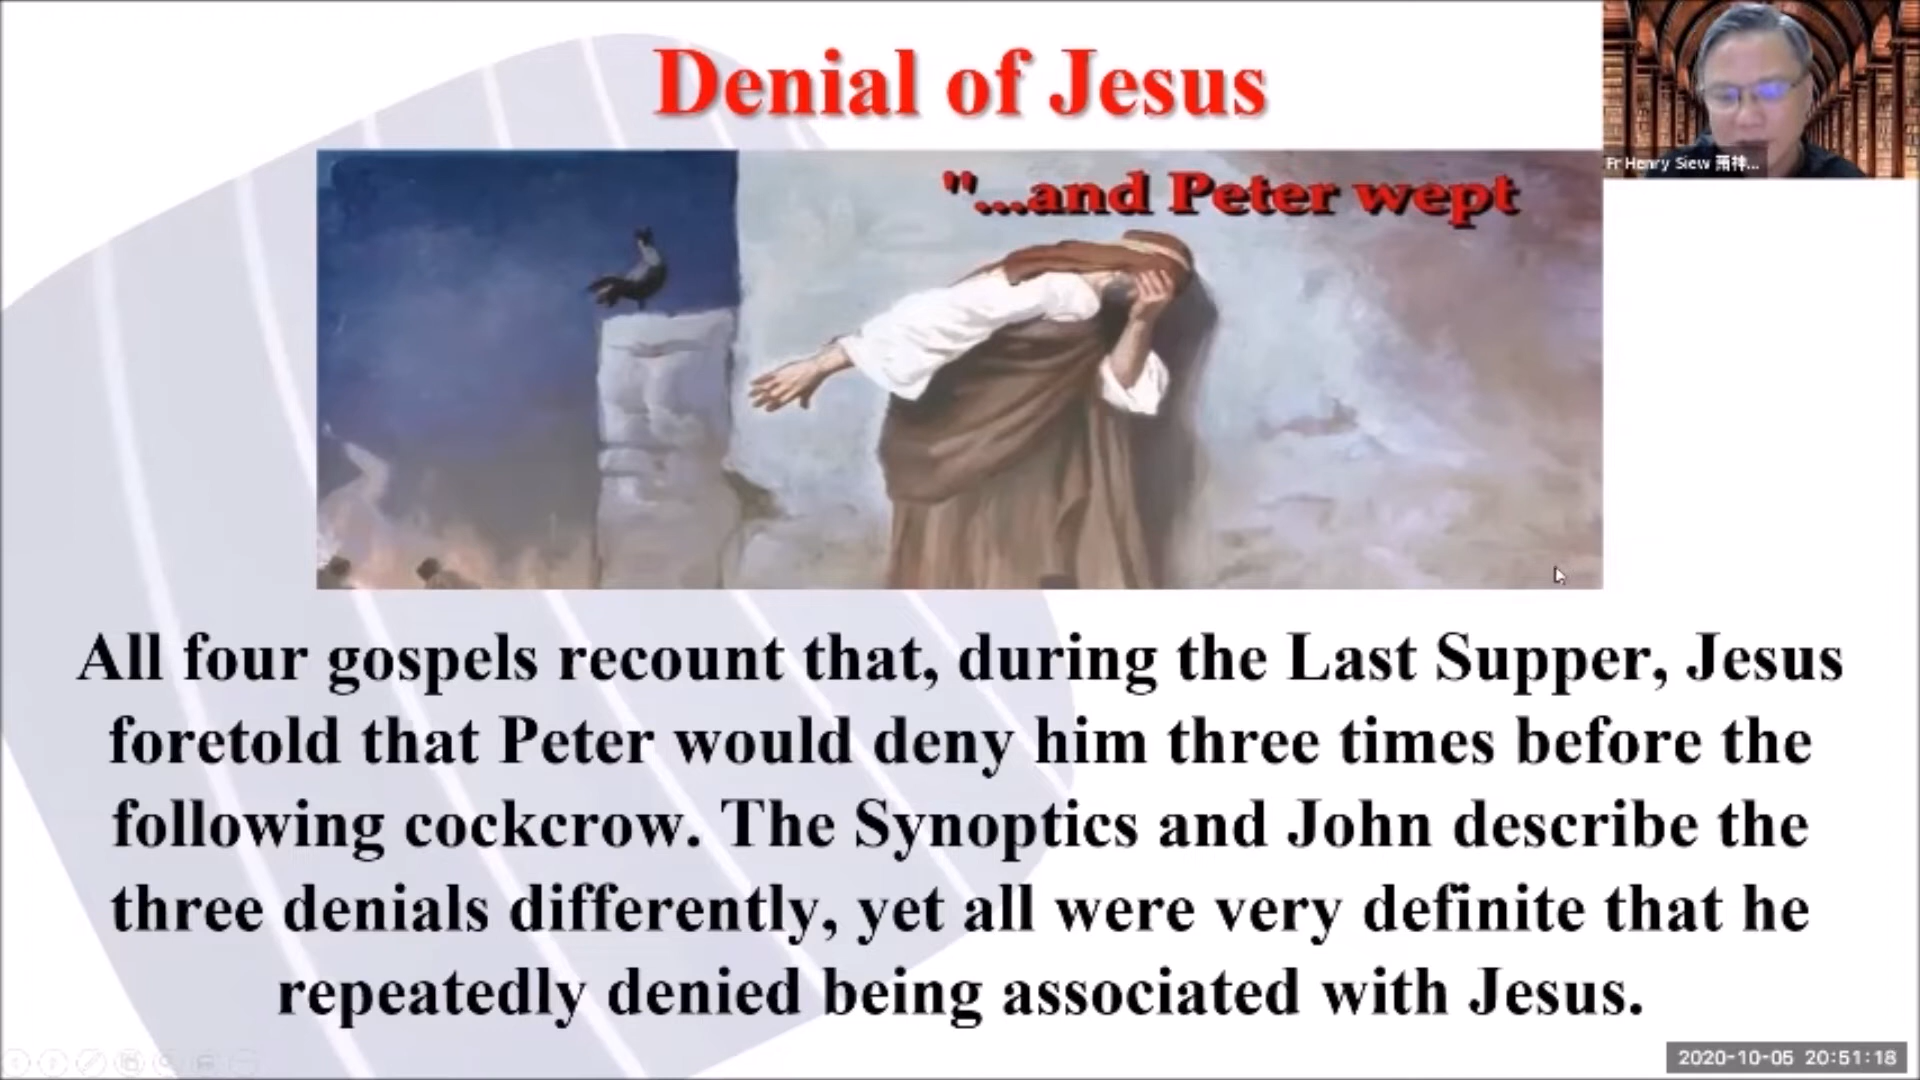 Denial of Jesus
"...and Peter wept
Fr Henry Siew 蕭神...
All four gospels recount that, during the Last Supper, Jesus
foretold that Peter would deny him three times before the
following cockcrow. The Synoptics and John describe the
three denials differently, yet all were very definite that he
repeatedly denied being associated with Jesus.
2020-10-05 20:51:18